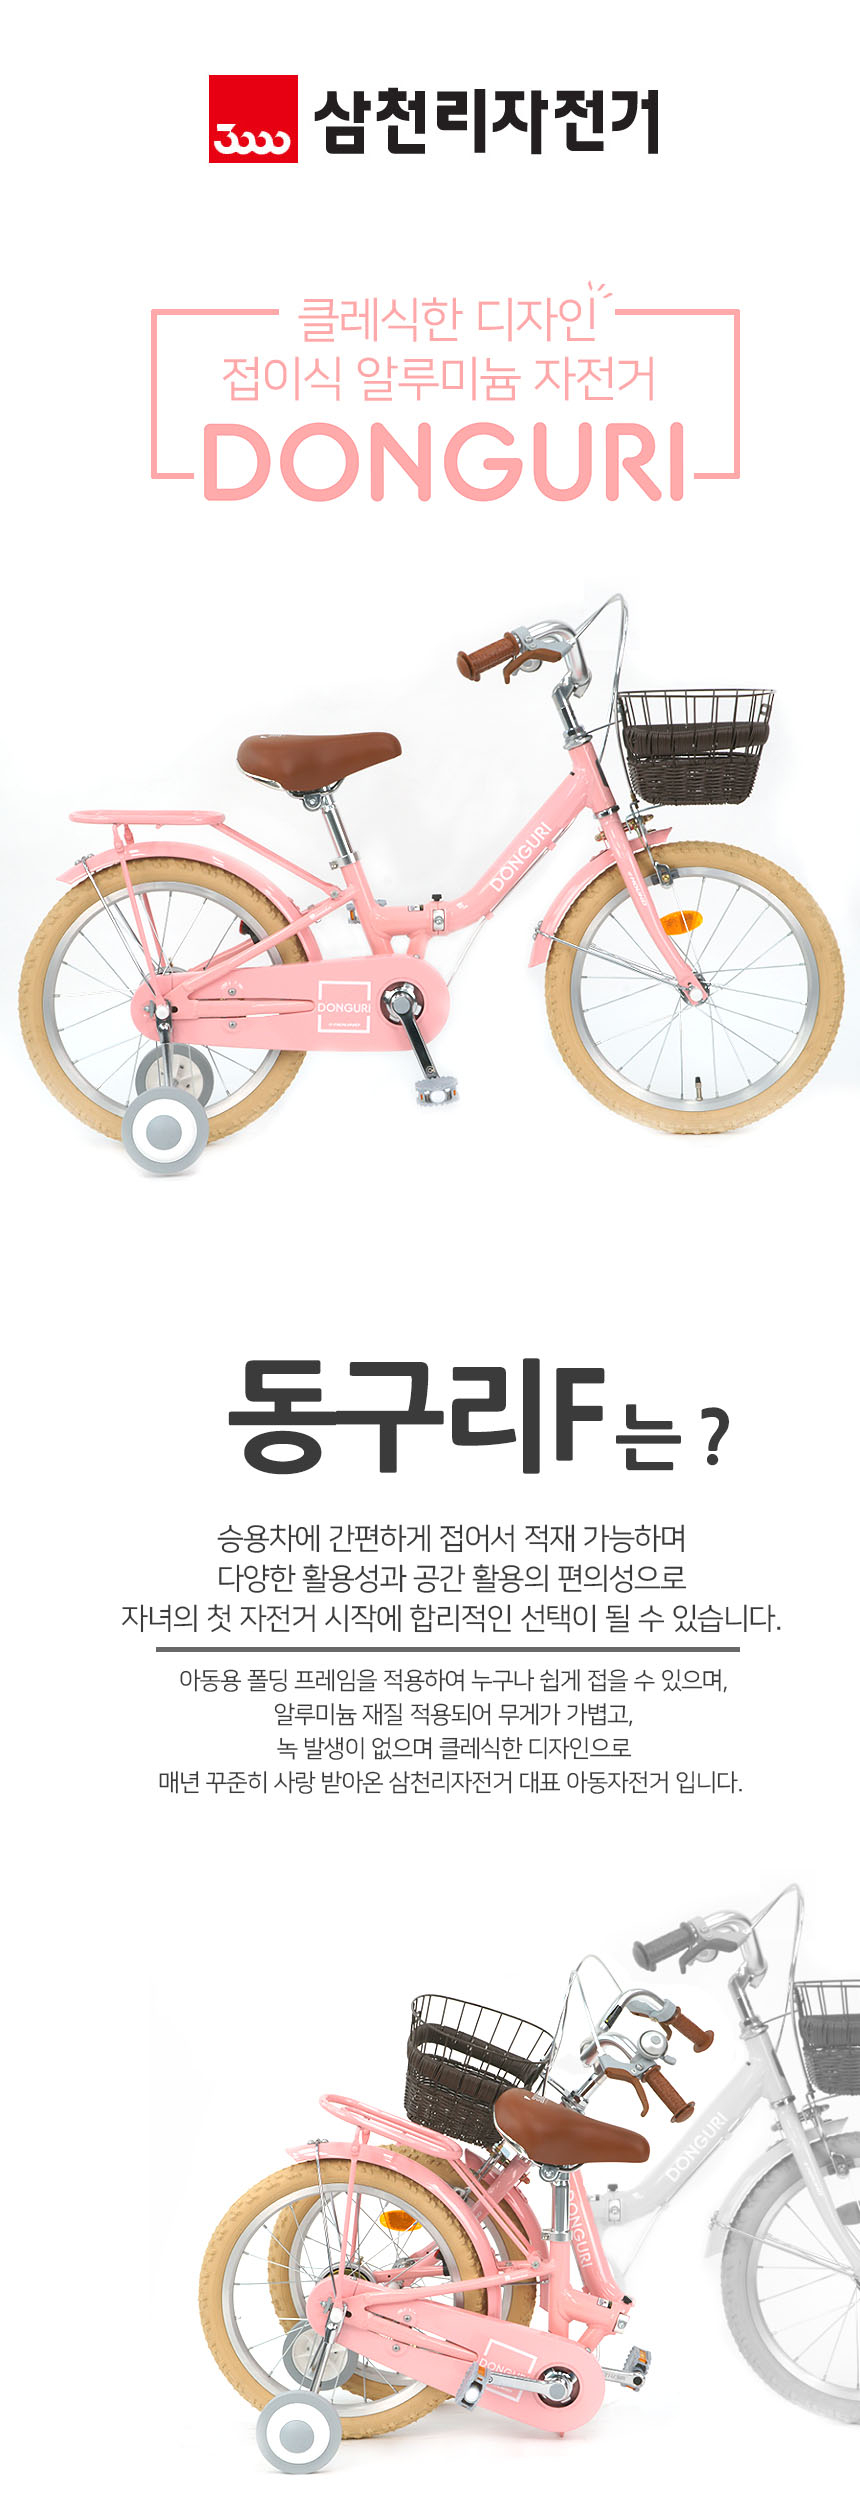 3000 삼천리자전거
클레식한 디자인
접이식 알루미늄 자전거
DONGURI
DONGURI
DONGURI
동구리F는?
승용차에 간편하게 접어서 적재 가능하며
다양한 활용성과 공간 활용의 편의성으로
자녀의 첫 자전거 시작에 합리적인 선택이 될 수 있습니다.
아동용 폴딩 프레임을 적용하여 누구나 쉽게 접을 수 있으며,
알루미늄 재질 적용되어 무게가 가볍고,
녹 발생이 없으며 클레식한 디자인으로
매년 꾸준히 사랑 받아온 삼천리자전거 대표 아동자전거 입니다.
DONGURI
DONGURI
DONGURI